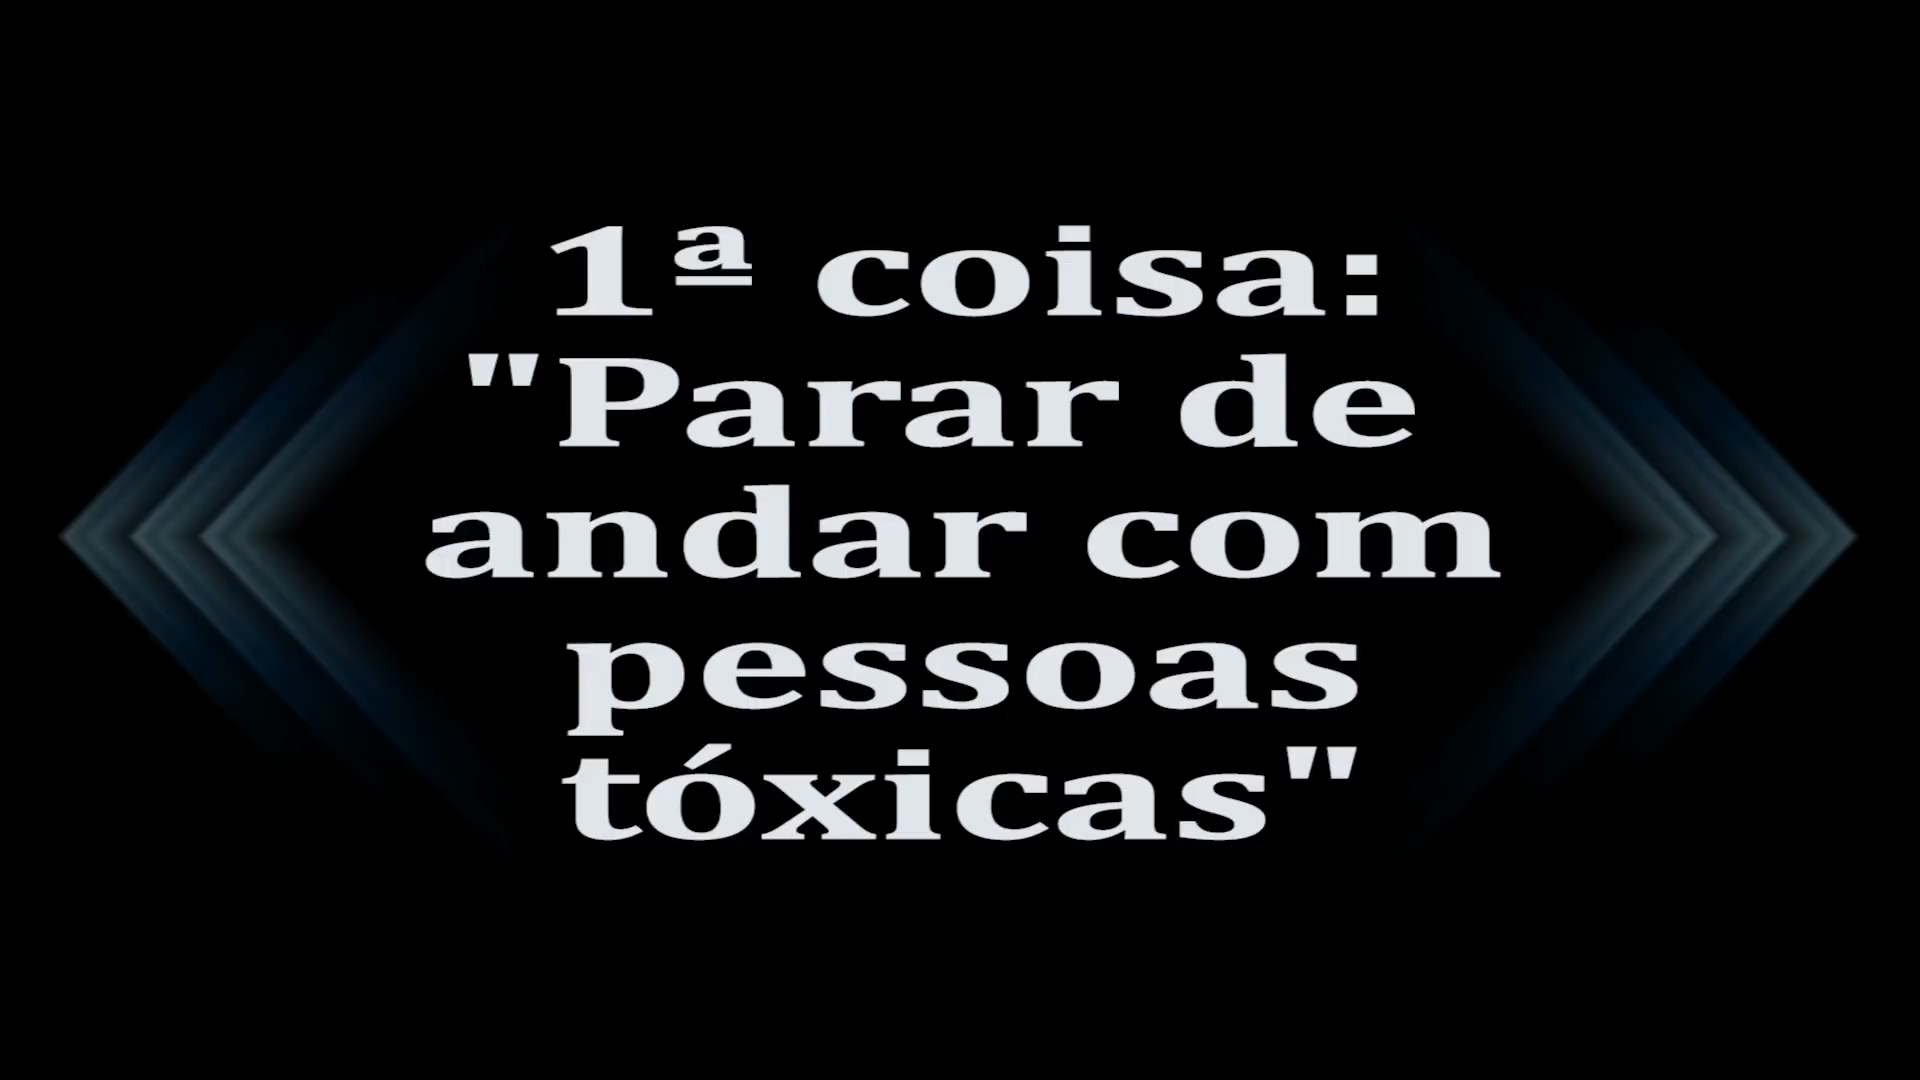 1ª coisa:
"Parar de
andar com
pessoas
tóxicas"